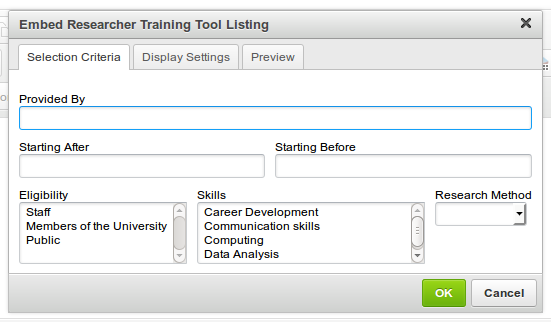 Embed Researcher Training Tool Listing
Selection Criteria
Display Settings
Preview
Provided By
Starting After
Starting Before
Eligibility
Skills
Research Method
Staff
Members of the University
Public
Career Development
Communication skills
Computing
Data Analysis
OK
Cancel